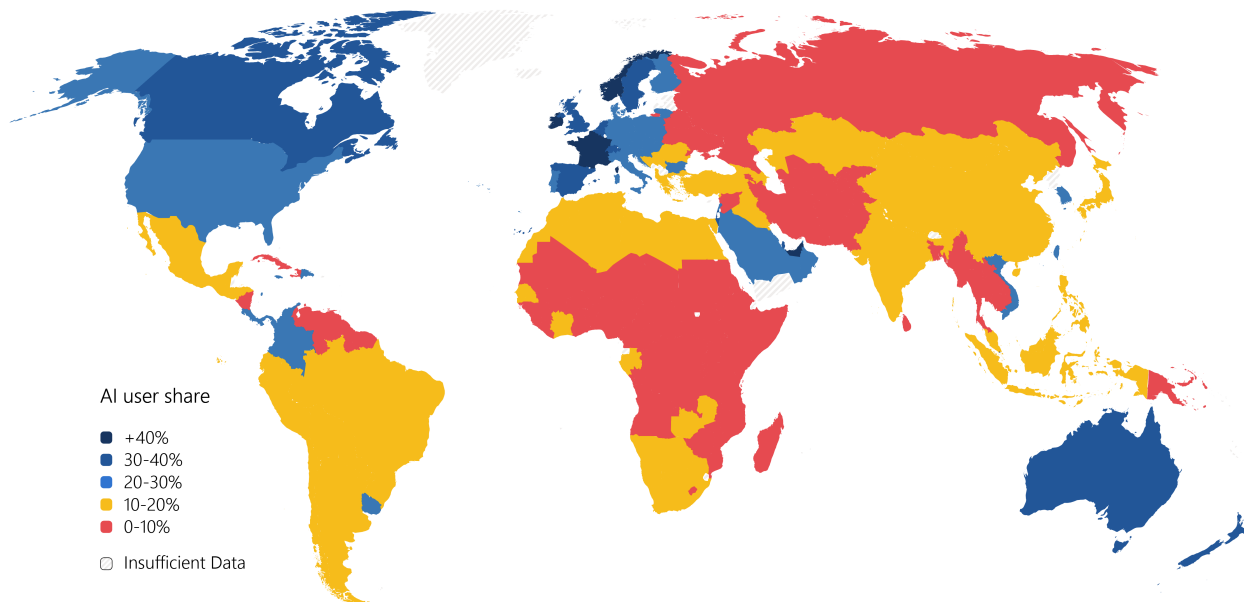 AI user share
+40%
30-40%
20-30%
10-20%
0-10%
Insufficient Data